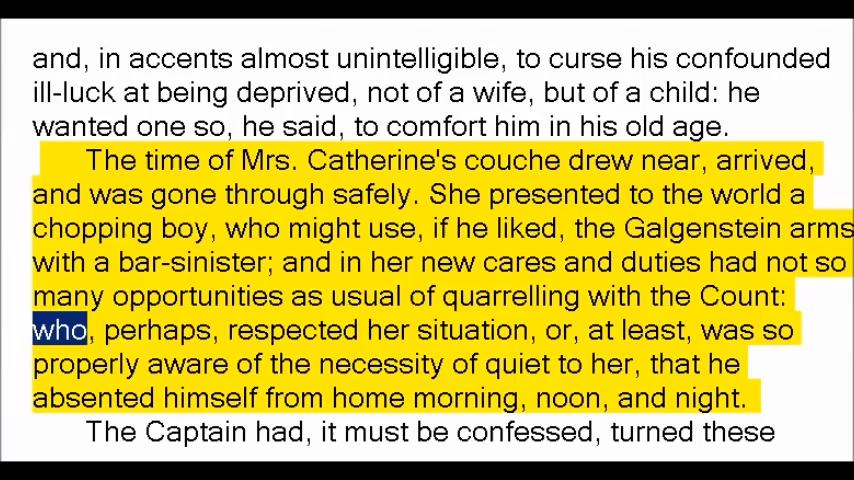 and, in accents almost unintelligible, to curse his confounded
ill-luck at being deprived, not of a wife, but of a child: he
wanted one so, he said, to comfort him in his old age.
The time of Mrs. Catherine's couche drew near, arrived,
and was gone through safely. She presented to the world a
chopping boy, who might use, if he liked, the Galgenstein arms
with a bar-sinister; and in her new cares and duties had not so
many opportunities as usual of quarrelling with the Count:
who, perhaps, respected her situation, or, at least, was so
properly aware of the necessity of quiet to her, that he
absented himself from home morning, noon, and night.
The Captain had, it must be confessed, turned these